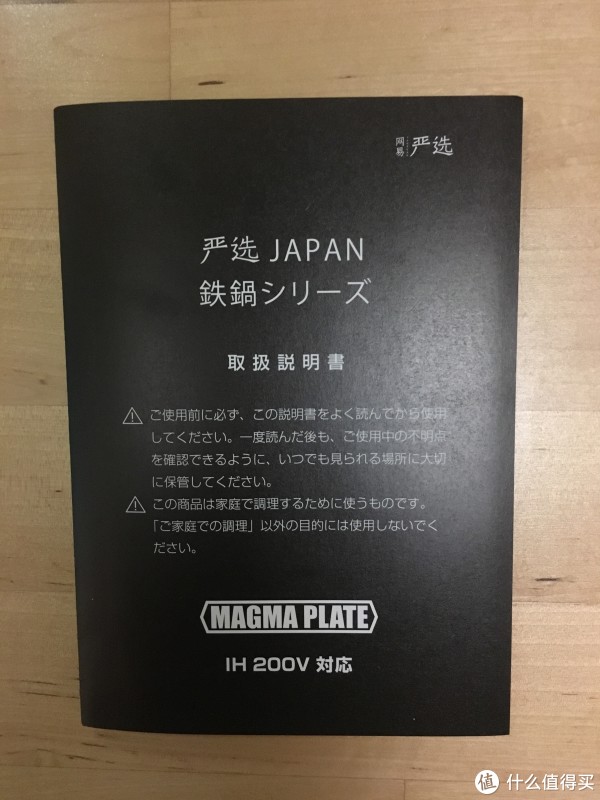 网易 严选
严选 JAPAN
鉄鍋シリーズ
取扱説明書
ご使用前に必ず、この説明書をよく読んでから使用
してください。一度読んだ後も、ご使用中の不明点
を確認できるように、いつでも見られる場所に大切
に保管してください。
この商品は家庭で調理するために使うものです。
「ご家庭での調理」以外の目的には使用しないでく
ださい。
MAGMA PLATE
IH 200V 対応
值 什么值得买